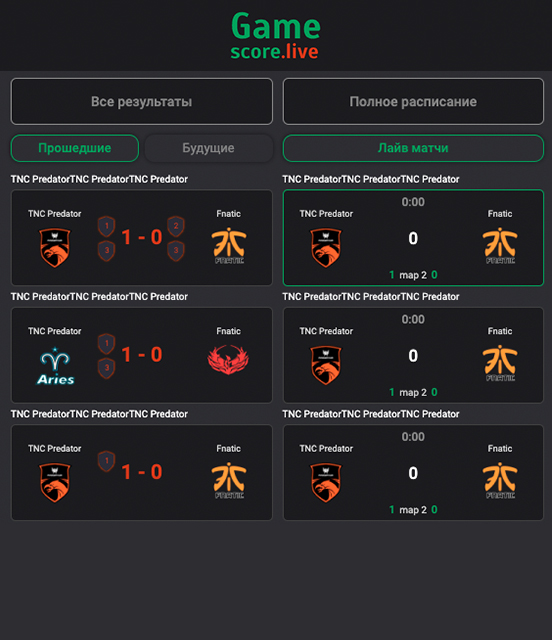 Game
score.live
Все результаты
Полное расписание
Прошедшие
Будущие
Лайв матчи
TNC PredatorTNC PredatorTNC Predator
TNC Predator
Fnatic
1
3
1 - 0
2
3
FNATIC
TNC PredatorTNC PredatorTNC Predator
TNC Predator
Fnatic
1
3
1 - 0
Aries
TNC PredatorTNC PredatorTNC Predator
TNC Predator
Fnatic
1
1 - 0
FNATIC
TNC PredatorTNC PredatorTNC Predator
0:00
TNC Predator
Fnatic
0
FNATIC
1 map 2 0
TNC PredatorTNC PredatorTNC Predator
0:00
TNC Predator
Fnatic
0
FNATIC
1 map 2 0
TNC PredatorTNC PredatorTNC Predator
0:00
TNC Predator
Fnatic
0
FNATIC
1 map 2 0